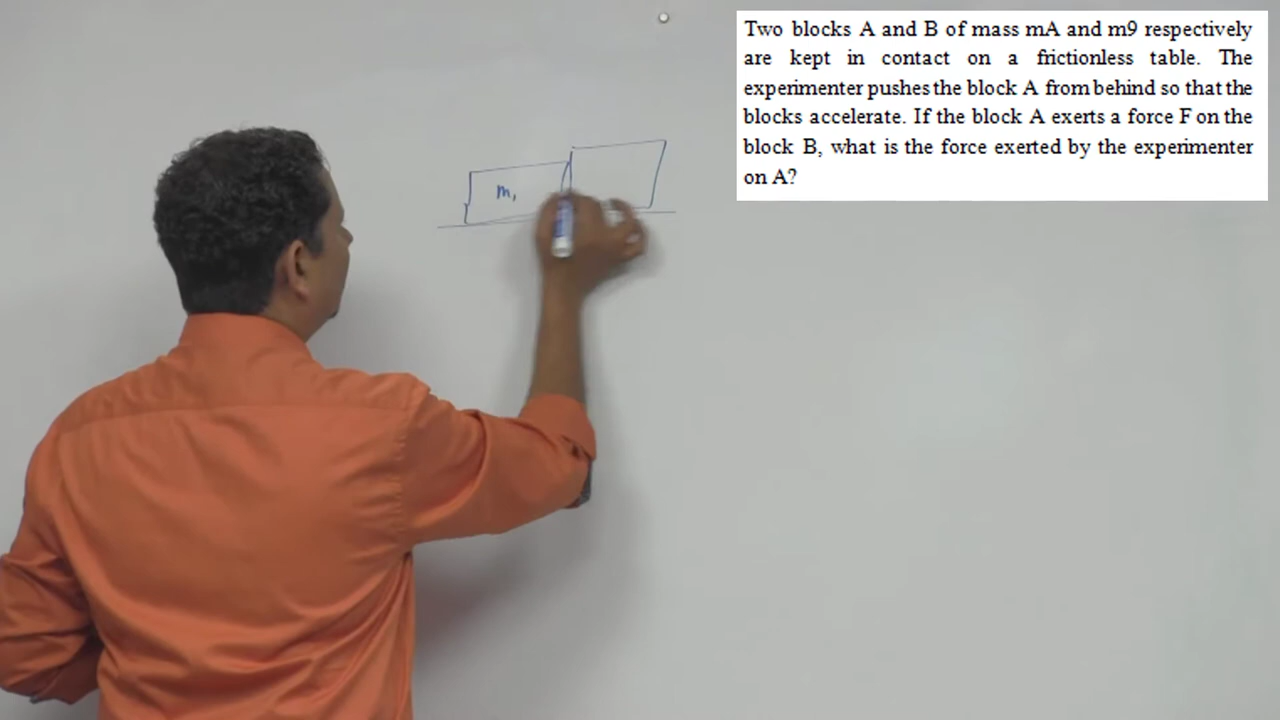 Two blocks A and B of mass mA and m9 respectively
are kept in contact on a frictionless table. The
experimenter pushes the block A from behind so that the
blocks accelerate. If the block A exerts a force F on the
block B, what is the force exerted by the experimenter
on A?
m₁